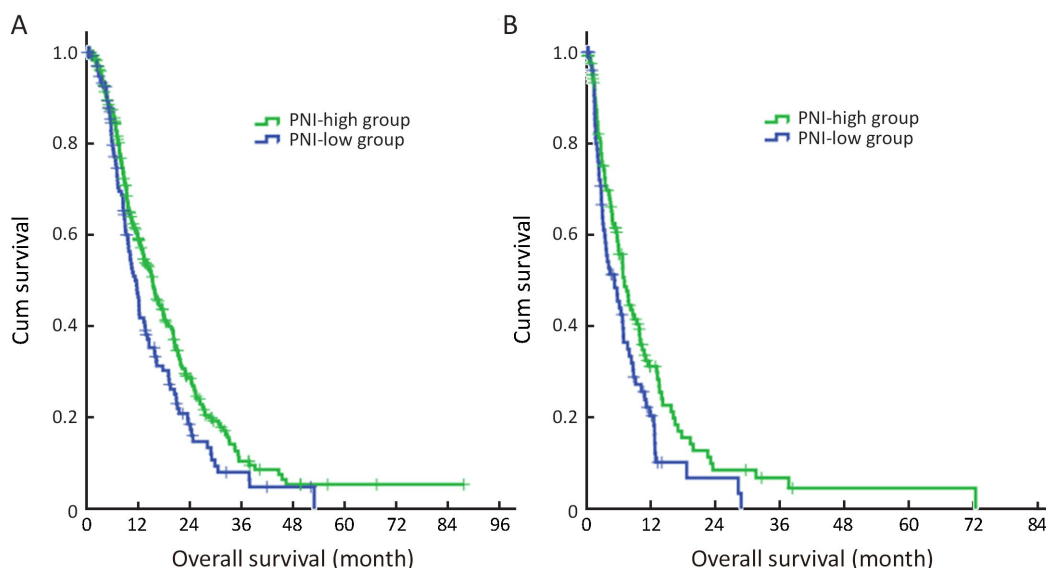 A
1.0
0.8
0.6
0.4
0.2
0
Cum survival
PNI-high group
PNI-low group
0 12 24 36 48 60 72 84 96
Overall survival (month)
B
1.0
0.8
0.6
0.4
0.2
0
Cum survival
PNI-high group
PNI-low group
0 12 24 36 48 60 72 84
Overall survival (month)